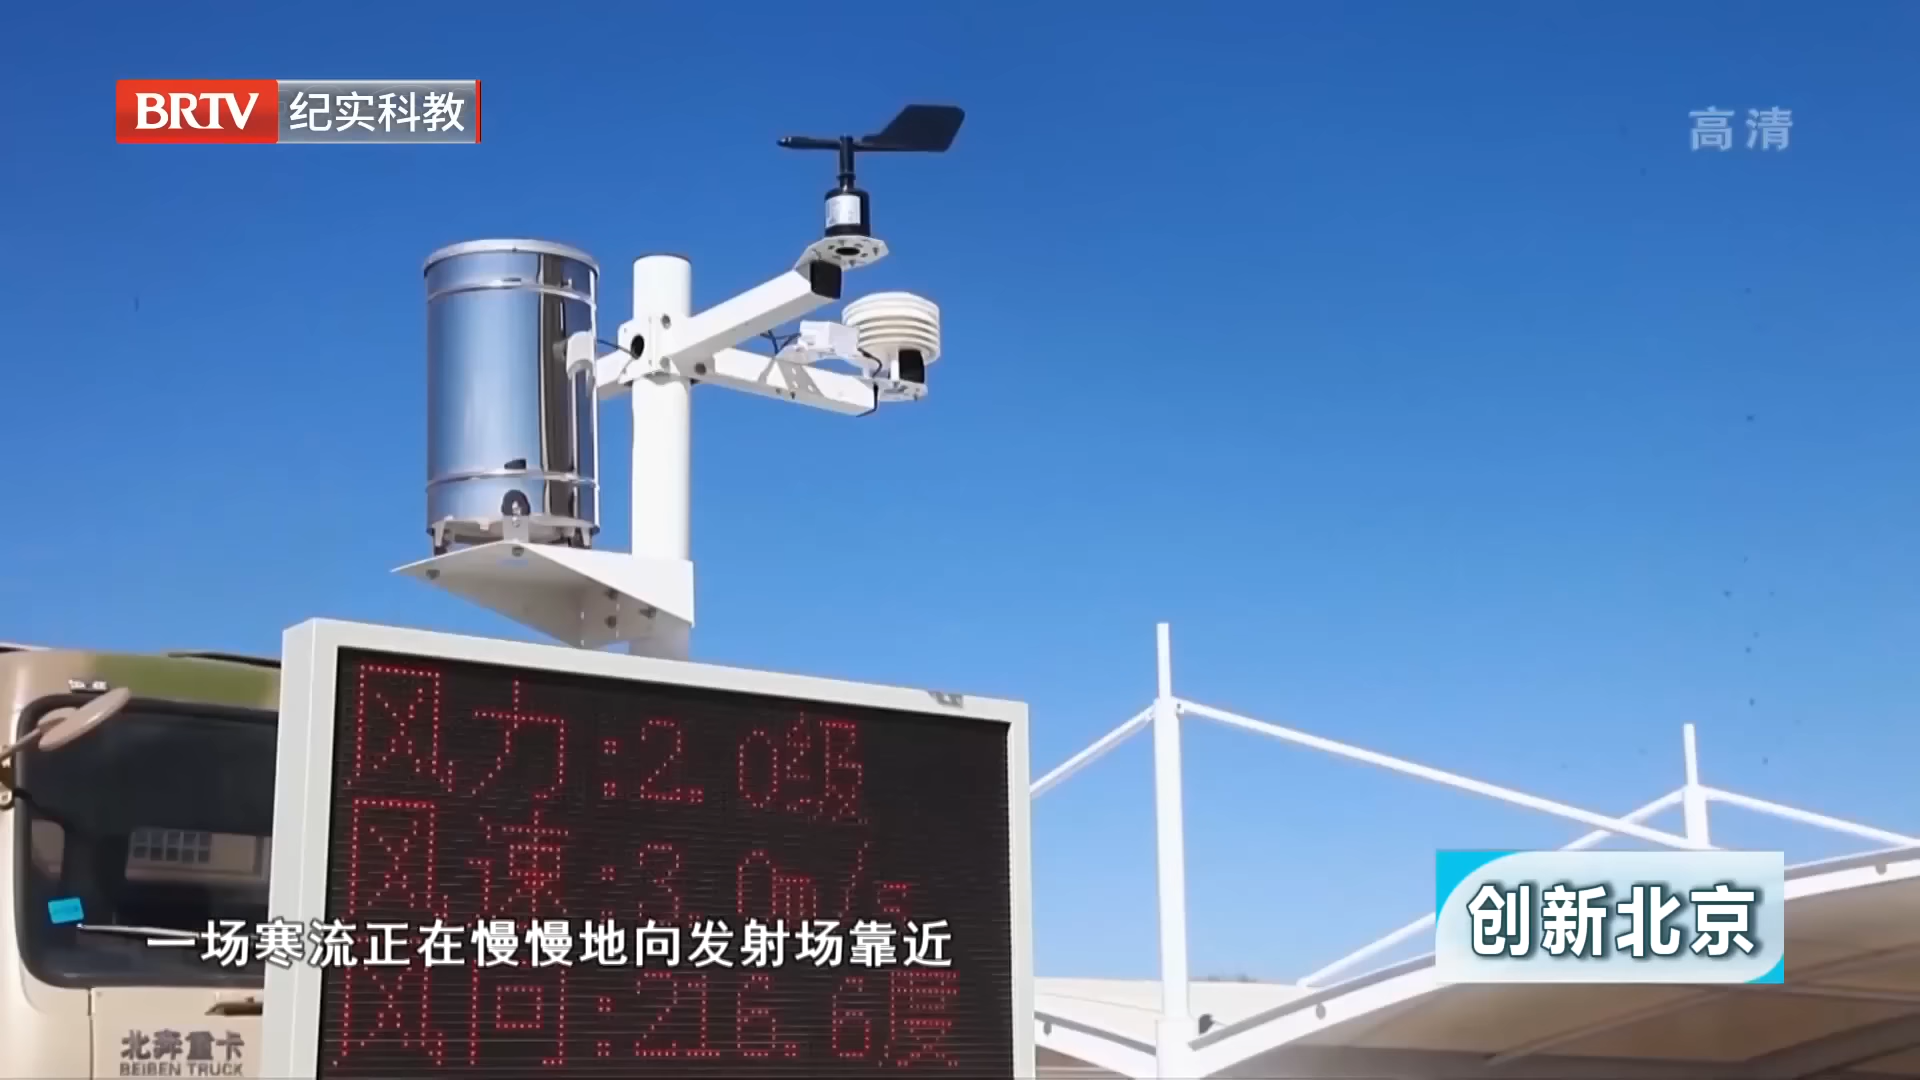 BRTV 纪实科教
高清
风力:2.0级
风速:3.0m/s
一场寒流正在慢慢地向发射场靠近
创新北京
风向:216.6度
北奔重卡
BEIBEN TRUCK